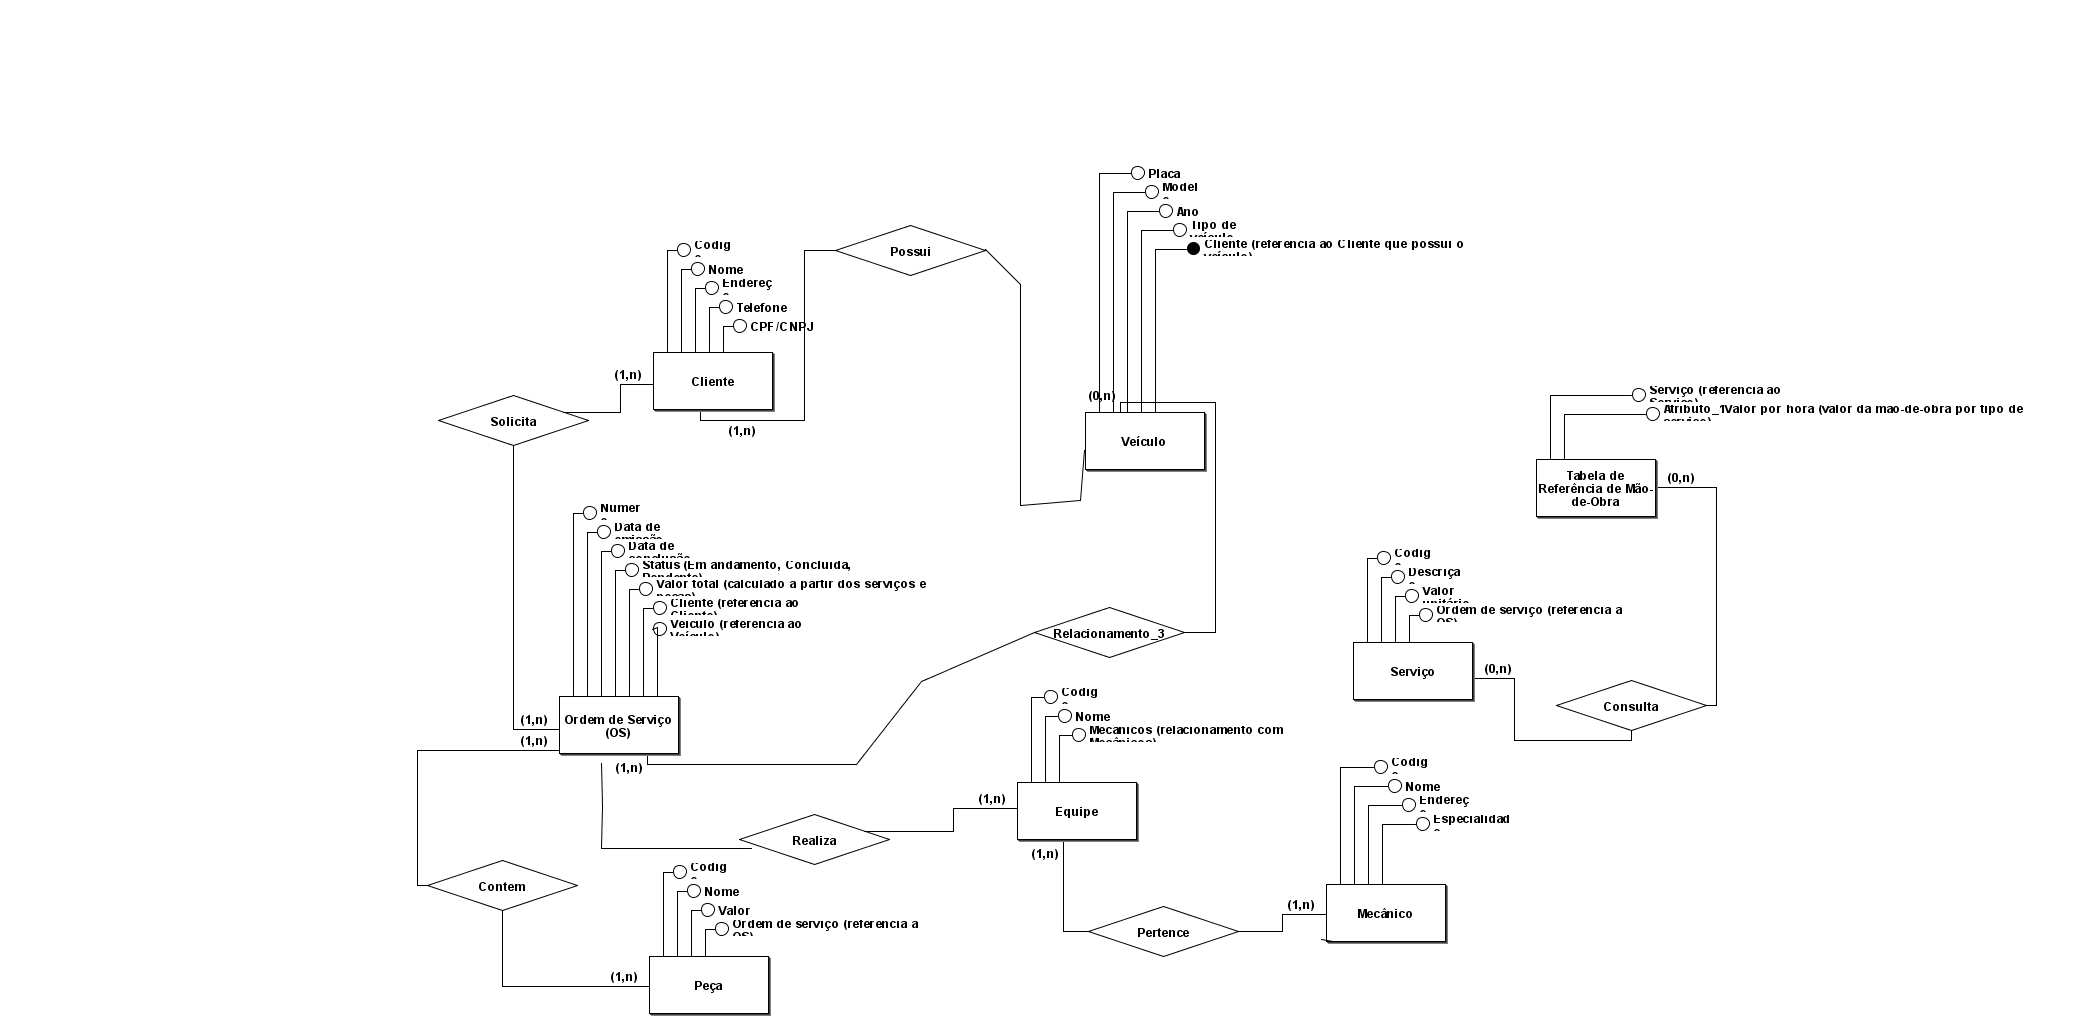 Placa
Model
Ano
Tipo de
veículo
Cliente (referencia ao Cliente que possui o
veículo)
Possui
Codig
o
Nome
Endereç
o
Telefone
CPF/CNPJ
Cliente
(1,n)
(1,n)
Solicita
(0,n)
Veículo
Serviço (referencia ao
Serviço)
Atributo_1Valor por hora (valor da mao-de-obra por tipo de
serviço)
Tabela de
Referência de Mão-
de-Obra
(0,n)
Numer
o
Data de
emissão
Data de
conclusão
Status (Em andamento, Concluida,
Pendente)
Valor total (calculado a partir dos serviços e
peças)
Cliente (referencia ao
Cliente)
Veiculo (referencia ao
Veículo)
Ordem de Serviço
(OS)
(1,n)
(1,n)
(1,n)
Relacionamento_3
Codig
o
Descriça
o
Valor
unitário
Ordem de serviço (referencia a
OS)
Serviço
(0,n)
Consulta
Codig
o
Nome
Mecanicos (relacionamento com
Mecânicos)
Equipe
(1,n)
(1,n)
Realiza
Codig
o
Nome
Endereç
o
Especialidad
e
Mecânico
(1,n)
Pertence
Contem
Codig
o
Nome
Valor
Ordem de serviço (referencia a
OS)
Peça
(1,n)